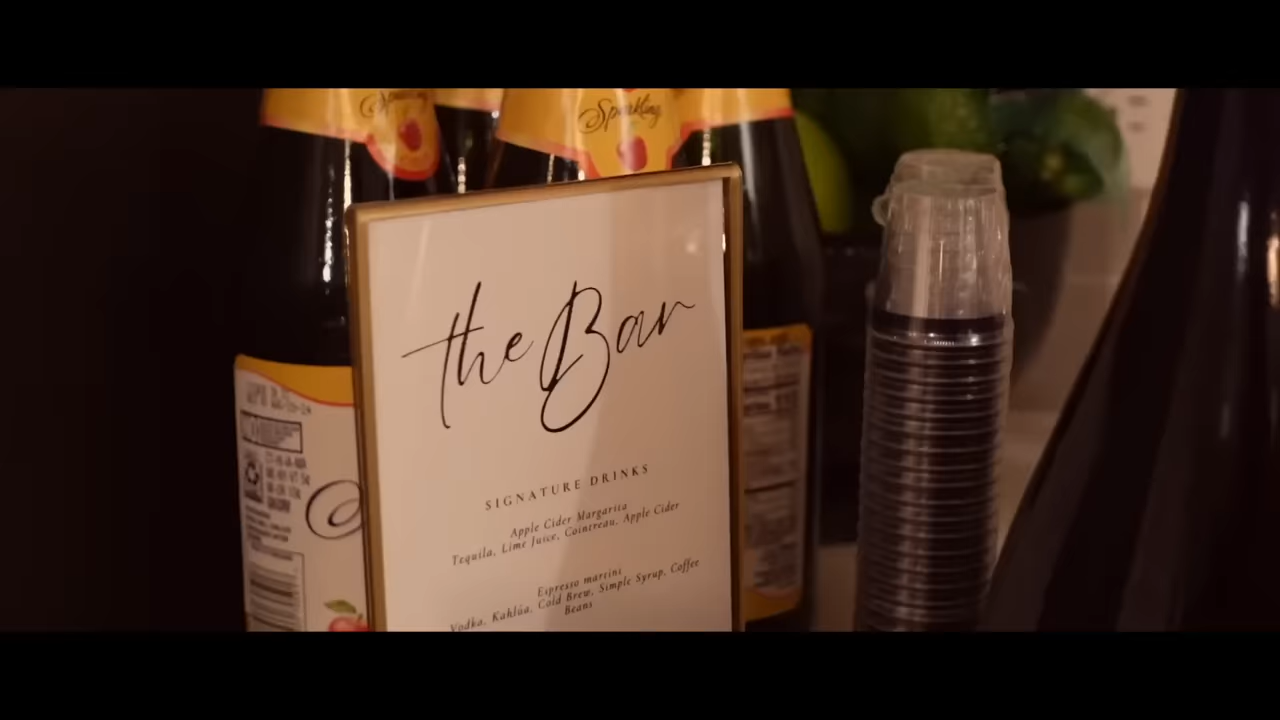 Sparkling
Sparkling
the Bar
SIGNATURE DRINKS
Apple Cider Margarita
Tequila, Lime Juice, Cointreau, Apple Cider
Espresso martini
Vodka, Kahlúa, Cold Brew, Simple Syrup, Coffee
Beans